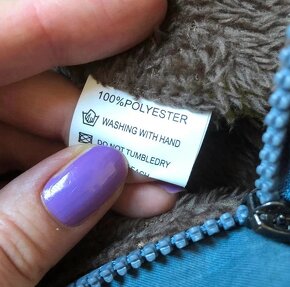 100%POLYESTER
WASHING WITH HAND
DO NOT TUMBLEDRY